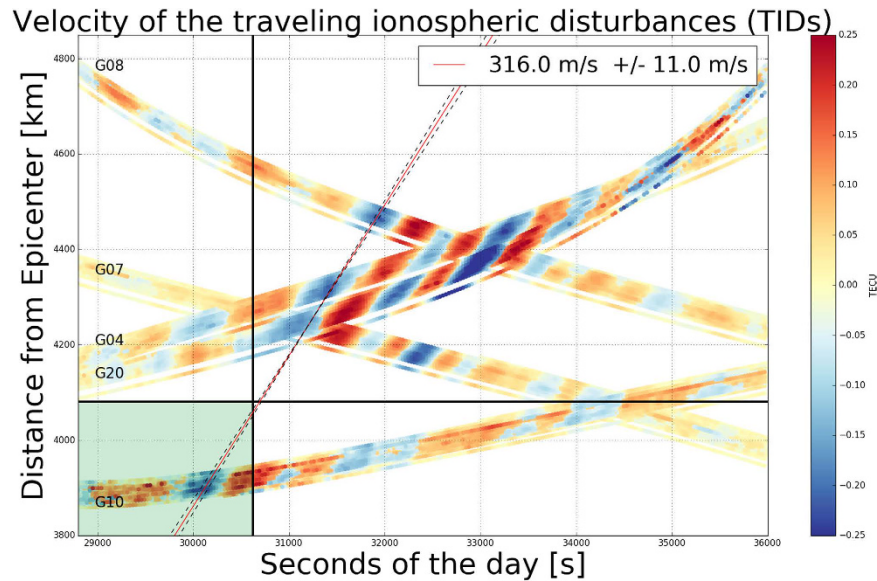 Velocity of the traveling ionospheric disturbances (TIDs)
316.0 m/s +/- 11.0 m/s
Distance from Epicenter [km]
4800
4600
4400
4200
4000
3800
G08
G07
G04
G20
G10
29000 30000 31000 32000 33000 34000 35000 36000
Seconds of the day [s]
0.25
0.20
0.15
0.10
0.05
0.00
−0.05
−0.10
−0.15
−0.20
−0.25
TECU